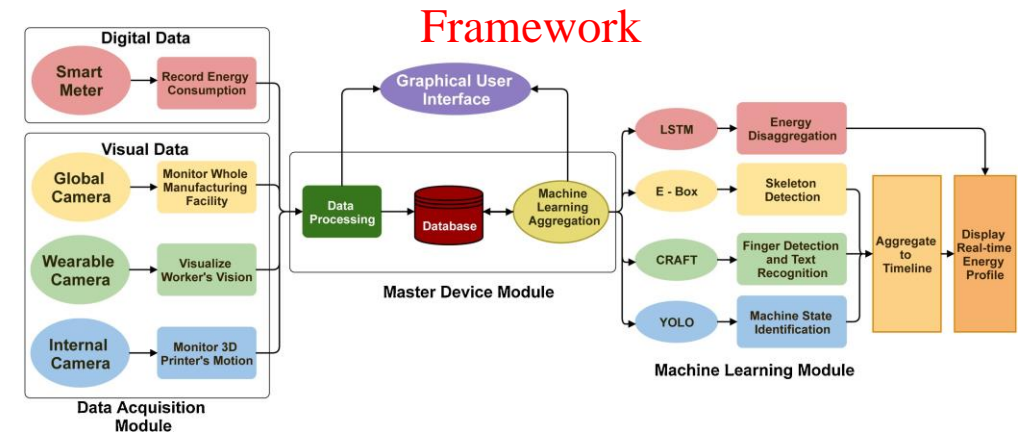 Framework
Digital Data
Smart
Meter
Record Energy
Consumption
Visual Data
Global
Camera
Monitor Whole
Manufacturing
Facility
Wearable
Camera
Visualize
Worker's Vision
Internal
Camera
Monitor 3D
Printer's Motion
Data Acquisition
Module
Graphical User
Interface
Data
Processing
Database
Machine
Learning
Aggregation
Master Device Module
LSTM
Energy
Disaggregation
E - Box
Skeleton
Detection
CRAFT
Finger Detection
and Text
Recognition
YOLO
Machine State
Identification
Machine Learning Module
Aggregate
to
Timeline
Display
Real-time
Energy
Profile